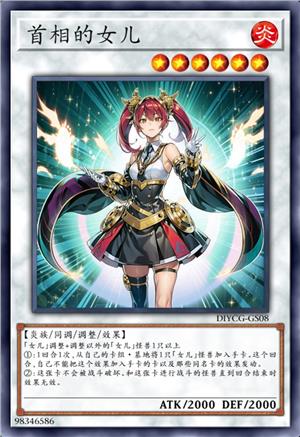 首相的女儿
炎
DIYCG-GS08
【炎族/同调/调整/效果】
「女儿」调整+调整以外的「女儿」怪兽1只以上
①:1回合1次,从自己的卡组·墓地将1只「女儿」怪兽加入手卡。这个回
合,自己不能把这个效果加入手卡的卡以及那些同名卡的效果发动。
②:这张卡不会被战斗破坏,和这张卡进行战斗的怪兽直到回合结束时
效果无效。
ATK/2000 DEF/2000
98346586